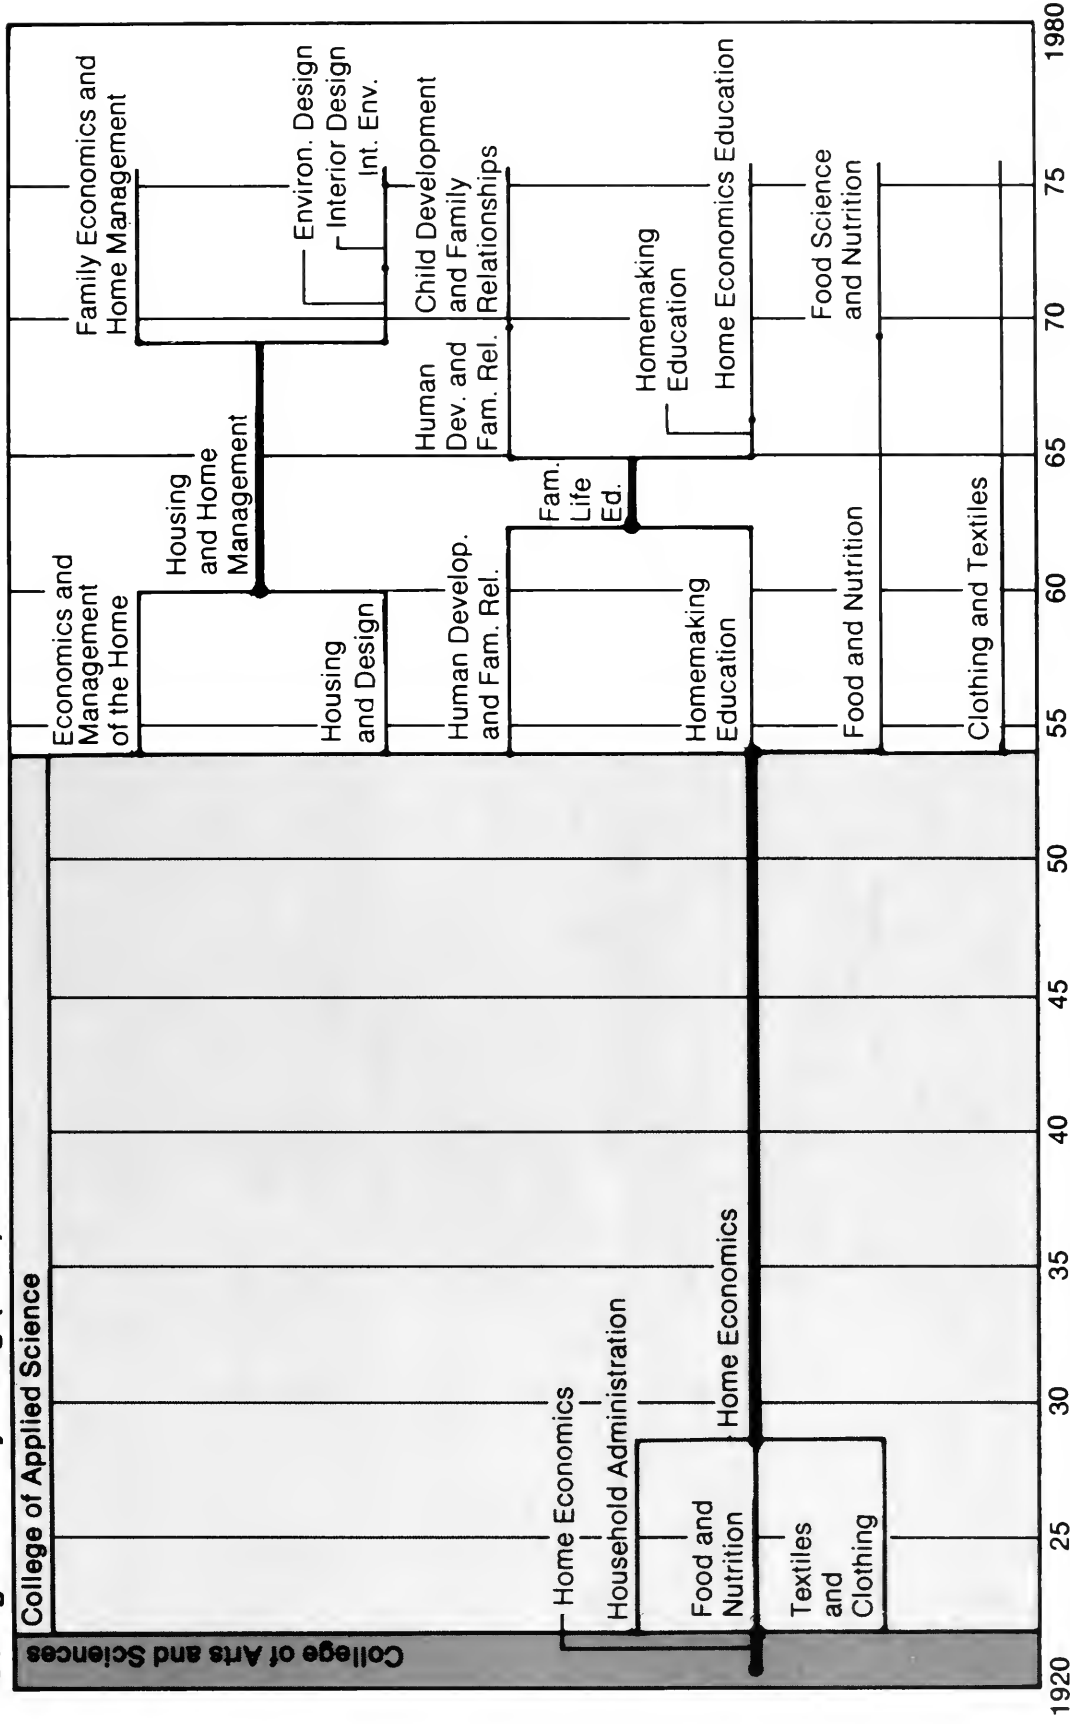 College of Applied Science
College of Arts and Sciences
Economics and
Management
of the Home
Housing
and Home
Management
Family Economics and
Home Management
Housing
and Design
Environ. Design
Interior Design
Int. Env.
Human Develop.
and Fam. Rel.
Human
Dev. and
Fam. Rel.
Child Development
and Family
Relationships
Fam.
Life
Ed.
Homemaking
Education
Homemaking
Education
Home Economics Education
Food and Nutrition
Food Science
and Nutrition
Clothing and Textiles
Home Economics
Household Administration
Food and
Nutrition
Home Economics
Textiles
and
Clothing
1920
25
30
35
40
45
50
55
60
65
70
75
1980